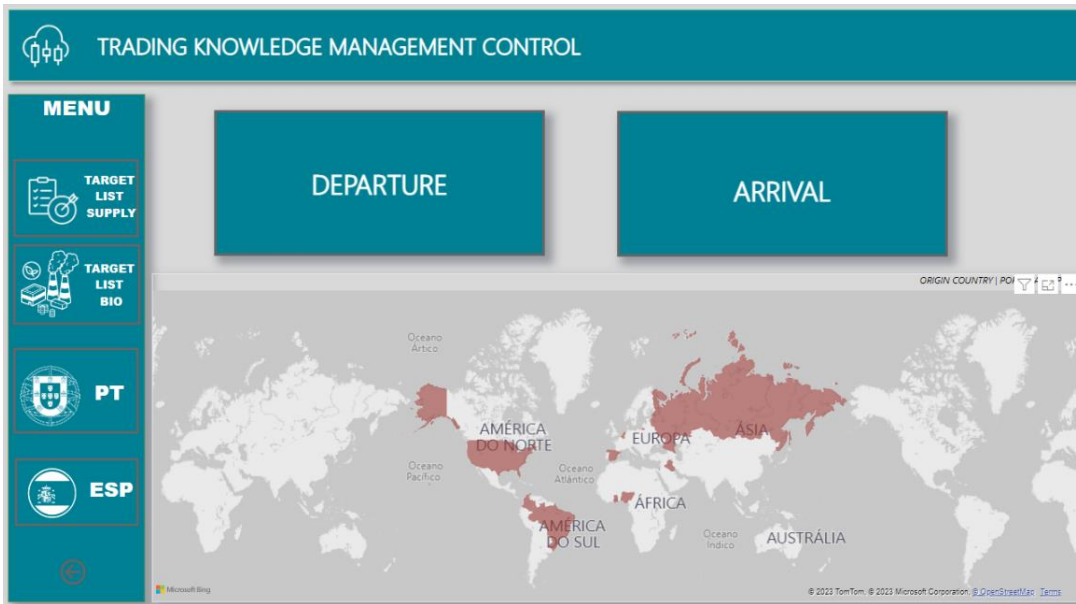 TRADING KNOWLEDGE MANAGEMENT CONTROL
MENU
TARGET
LIST
SUPPLY
TARGET
LIST
BIO
PT
ESP
DEPARTURE
ARRIVAL
ORIGIN COUNTRY |
Oceano
Ártico
AMÉRICA
DO NORTE
EUROPA
ÁSIA
Oceano
Pacífico
Oceano
Atlântico
ÁFRICA
AMÉRICA
DO SUL
Oceano
Índico
AUSTRÁLIA
Microsoft Bing
© 2023 TomTom, © 2023 Microsoft Corporation, © OpenStreetMap Terms